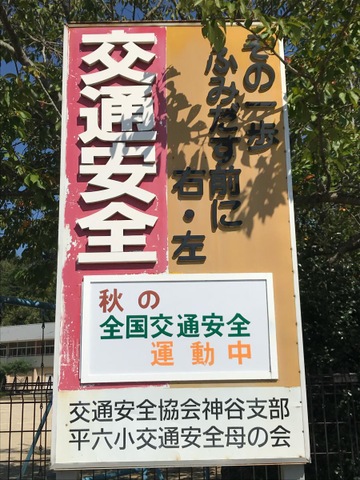 その一歩
ふみだす前に
右・左
交通安全
秋の
全国交通安全
運動中
交通安全協会神谷支部
平六小交通安全母の会